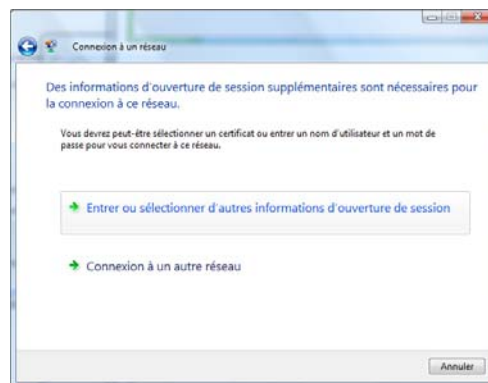 Connexion à un réseau
Des informations d'ouverture de session supplémentaires sont nécessaires pour
la connexion à ce réseau.
Vous devrez peut-être sélectionner un certificat ou entrer un nom d'utilisateur et un mot de
passe pour vous connecter à ce réseau.
Entrer ou sélectionner d'autres informations d'ouverture de session
Connexion à un autre réseau
Annuler